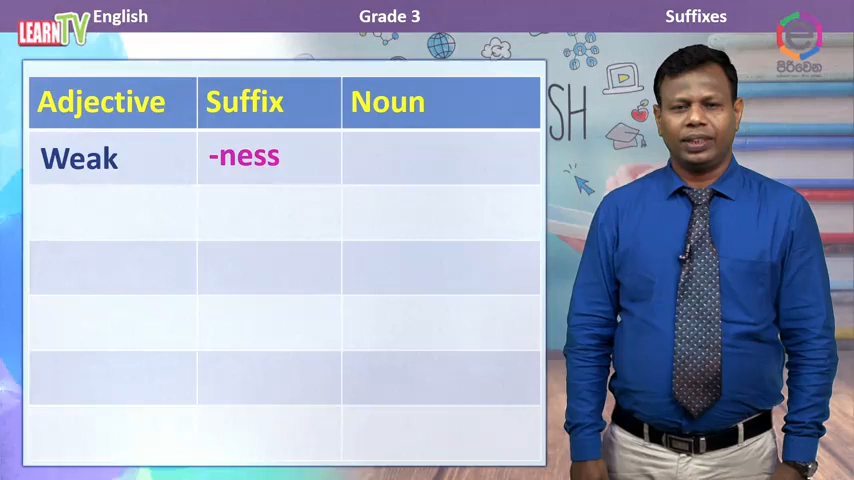 English
Grade 3
Suffixes
LEARN TV
පිරිවෙන
SH
Adjective Suffix Noun
Weak -ness